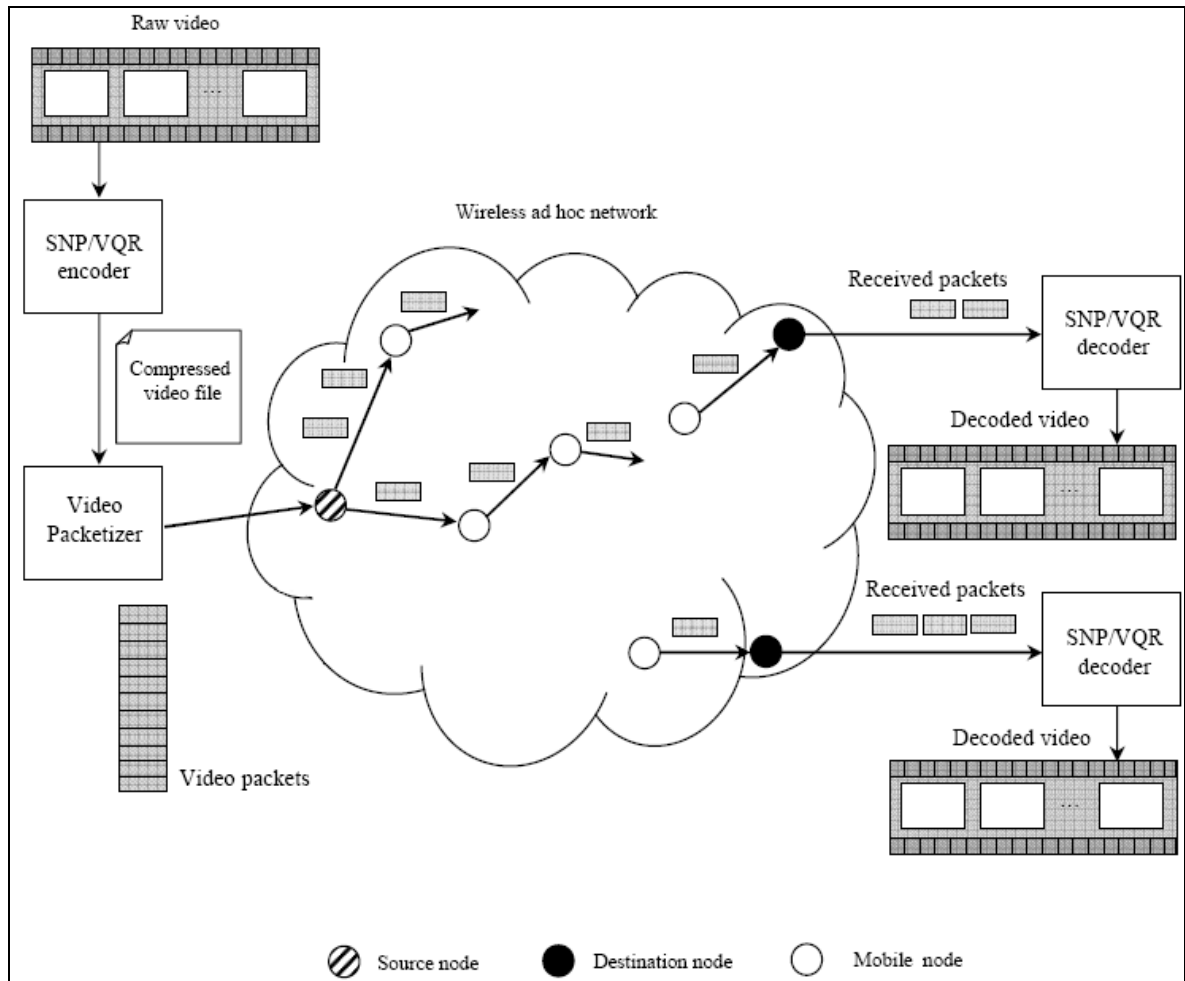 Raw video
...
SNP/VQR
encoder
Compressed
video file
Video
Packetizer
Video packets
Wireless ad hoc network
Received packets
SNP/VQR
decoder
Decoded video
...
Received packets
SNP/VQR
decoder
Decoded video
...
Source node
Destination node
Mobile node